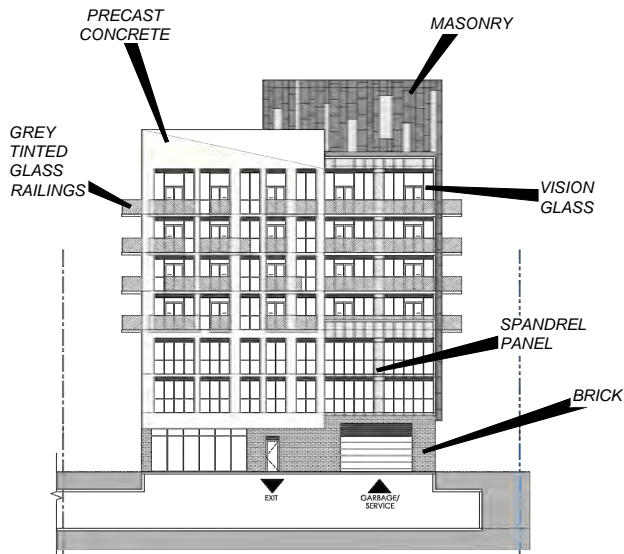 PRECAST
CONCRETE
MASONRY
GREY
TINTED
GLASS
RAILINGS
VISION
GLASS
SPANDREL
PANEL
BRICK
EXIT
GARBAGE/
SERVICE